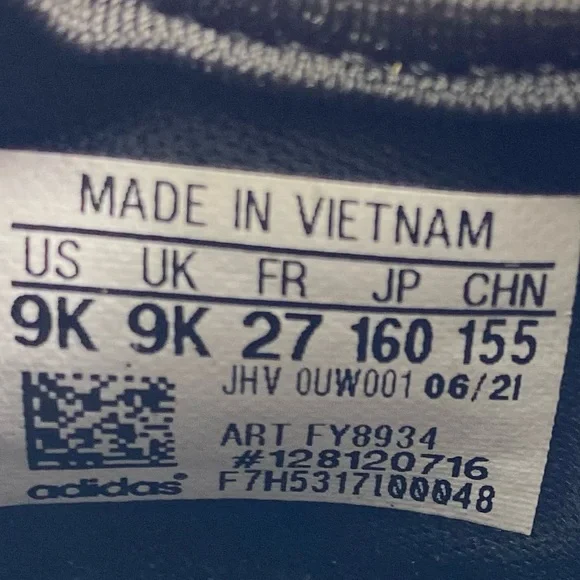 MADE IN VIETNAM
US UK FR JP CHN
9K 9K 27 160 155
JHV 0UW001 06/21
ART FY8934
#128120716
adidas F7H5317I00048